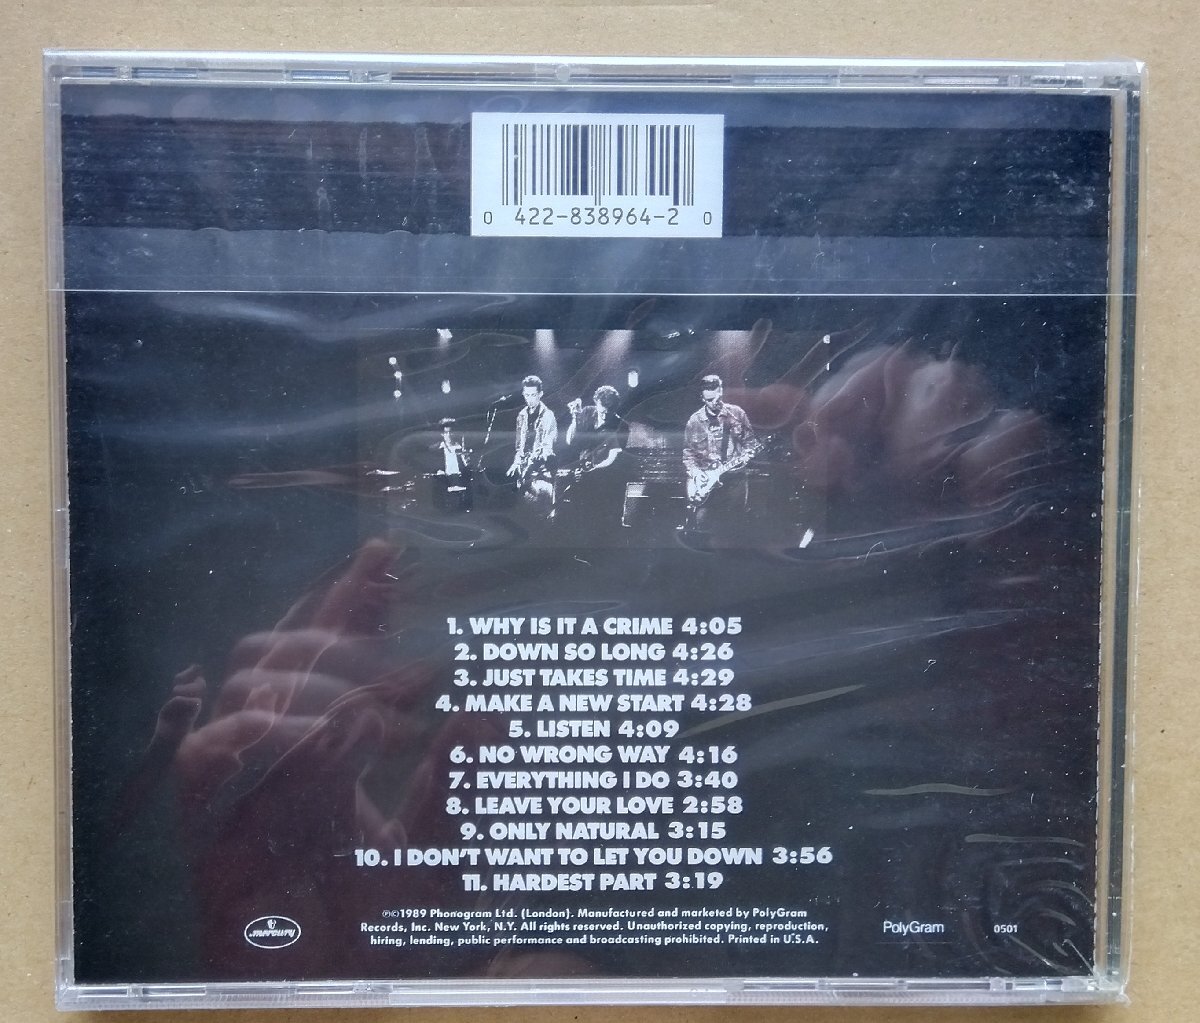 0 422-838964-2 0
1. WHY IS IT A CRIME 4:05
2. DOWN SO LONG 4:26
3. JUST TAKES TIME 4:29
4. MAKE A NEW START 4:28
5. LISTEN 4:09
6. NO WRONG WAY 4:16
7. EVERYTHING I DO 3:40
8. LEAVE YOUR LOVE 2:58
9. ONLY NATURAL 3:15
10. I DON'T WANT TO LET YOU DOWN 3:56
11. HARDEST PART 3:19
℗©1989 Phonogram Ltd. (London). Manufactured and marketed by PolyGram
Records, Inc. New York, N.Y. All rights reserved. Unauthorized copying, reproduction,
hiring, lending, public performance and broadcasting prohibited. Printed in U.S.A.
mercury
PolyGram
0501